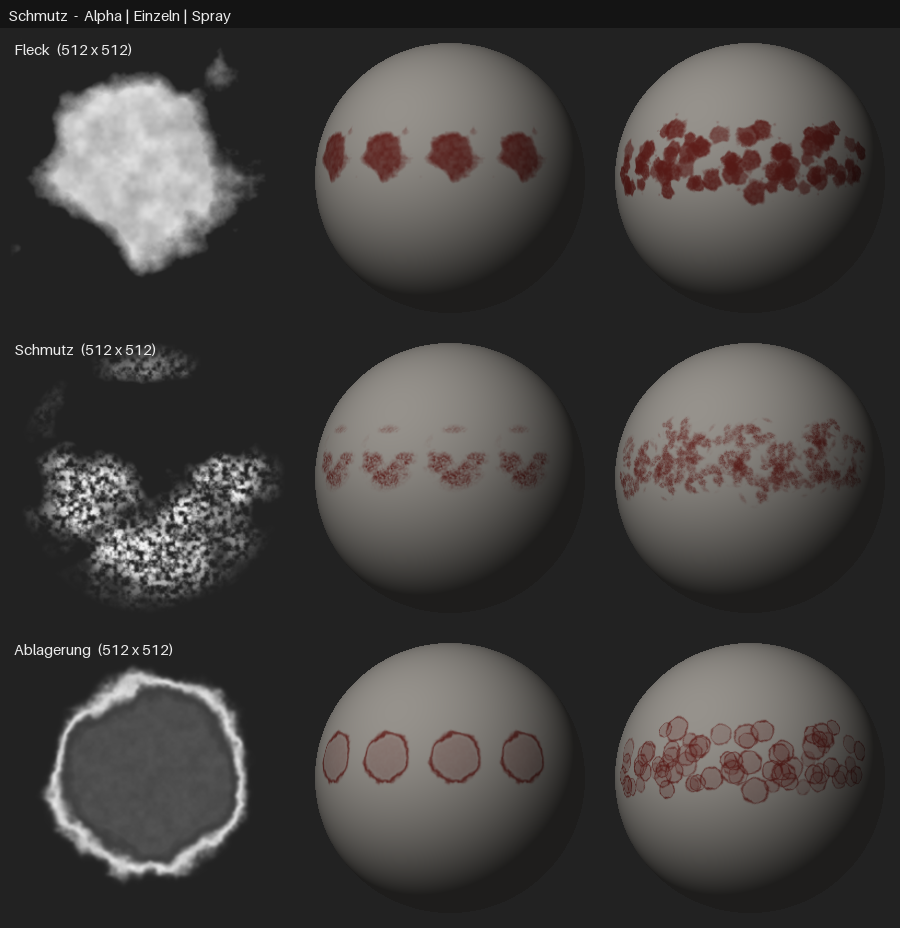 Schmutz - Alpha | Einzeln | Spray
Fleck (512 x 512)
Schmutz (512 x 512)
Ablagerung (512 x 512)